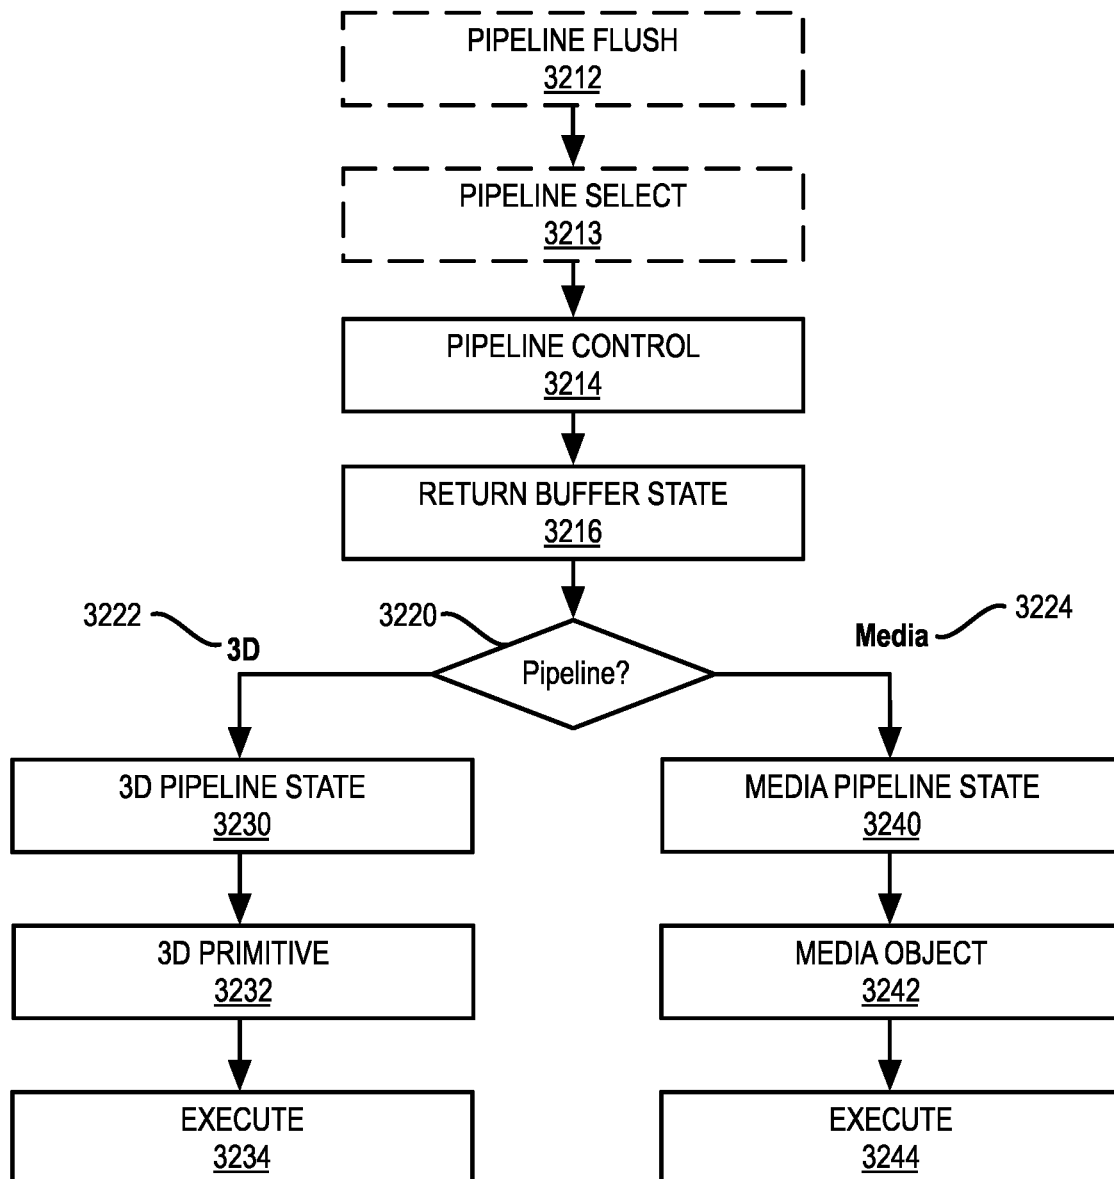 PIPELINE FLUSH
3212
PIPELINE SELECT
3213
PIPELINE CONTROL
3214
RETURN BUFFER STATE
3216
3222
3D
3220
Pipeline?
Media
3224
3D PIPELINE STATE
3230
MEDIA PIPELINE STATE
3240
3D PRIMITIVE
3232
MEDIA OBJECT
3242
EXECUTE
3234
EXECUTE
3244